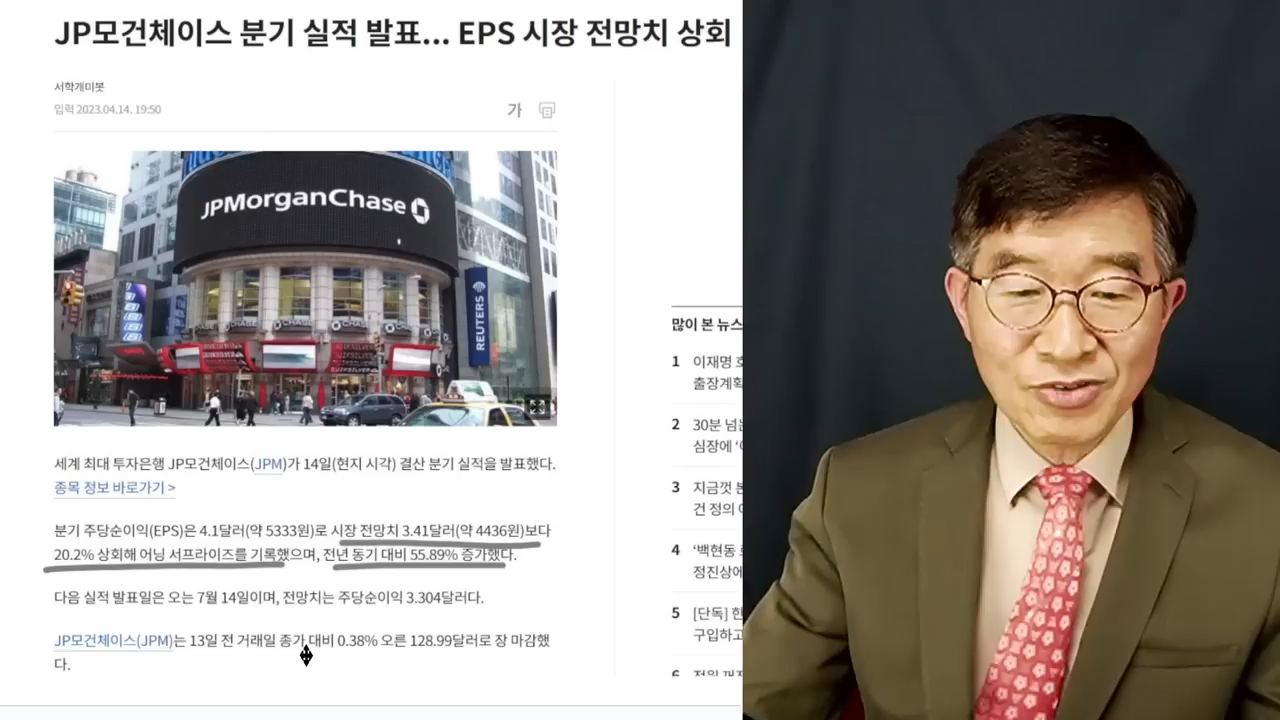 JP모건체이스 분기 실적 발표... EPS 시장 전망치 상회
서학개미봇
입력 2023.04.14. 19:50
가
JPMorganChase
REUTERS
CHASE
세계 최대 투자은행 JP모건체이스(JPM)가 14일(현지 시각) 결산 분기 실적을 발표했다.
종목 정보 바로가기 >
분기 주당순이익(EPS)은 4.1달러(약 5333원)로 시장 전망치 3.41달러(약 4436원)보다
20.2% 상회해 어닝 서프라이즈를 기록했으며, 전년 동기 대비 55.89% 증가했다.
다음 실적 발표일은 오는 7월 14일이며, 전망치는 주당순이익 3.304달러다.
JP모건체이스(JPM)는 13일 전 거래일 종가 대비 0.38% 오른 128.99달러로 장 마감했
다.
많이 본 뉴스
1 이재명
출장계획
2 30분 넘는
심장에
3 지금껏
건 정의
4 '백현동
정진상에
5 [단독] 한
구입하고
6